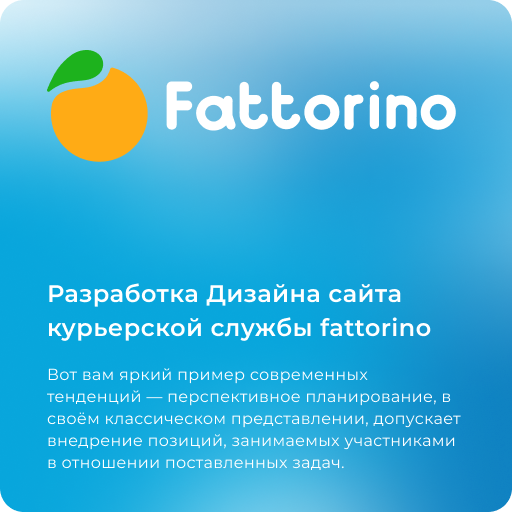 Fattorino
Разработка Дизайна сайта
курьерской службы fattorino
Вот вам яркий пример современных
тенденций — перспективное планирование, в
своём классическом представлении, допускает
внедрение позиций, занимаемых участниками
в отношении поставленных задач.